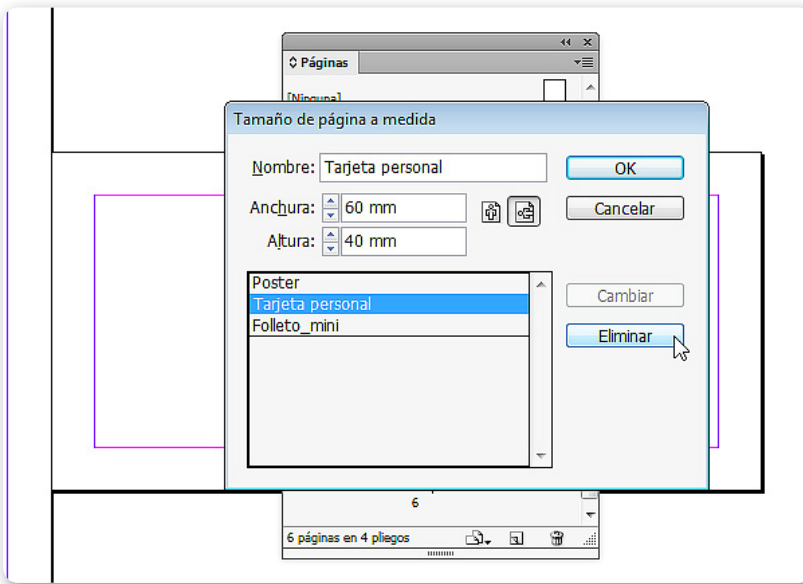 Páginas
[Ninguna]
Tamaño de página a medida
Nombre: Tarjeta personal
OK
Anchura: 60 mm
Cancelar
Altura: 40 mm
Poster
Tarjeta personal
Folleto_mini
Cambiar
Eliminar
6
6 páginas en 4 pliegos